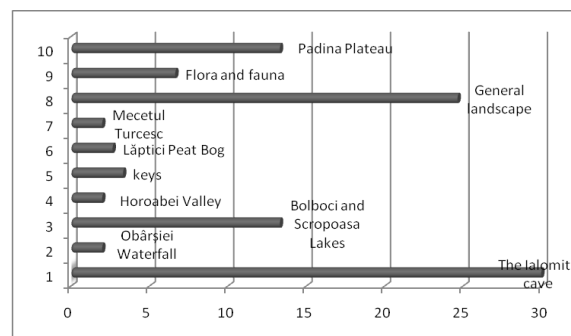 10
Padina Plateau
9
Flora and fauna
8
General
landscape
7
Mecetul
Turcesc
6
Lăptici Peat Bog
5
keys
4
Horoabei Valley
3
Bolboci and
Scropoasa
Lakes
2
Obârșiei
Waterfall
1
The Ialomit
cave
0 5 10 15 20 25 30